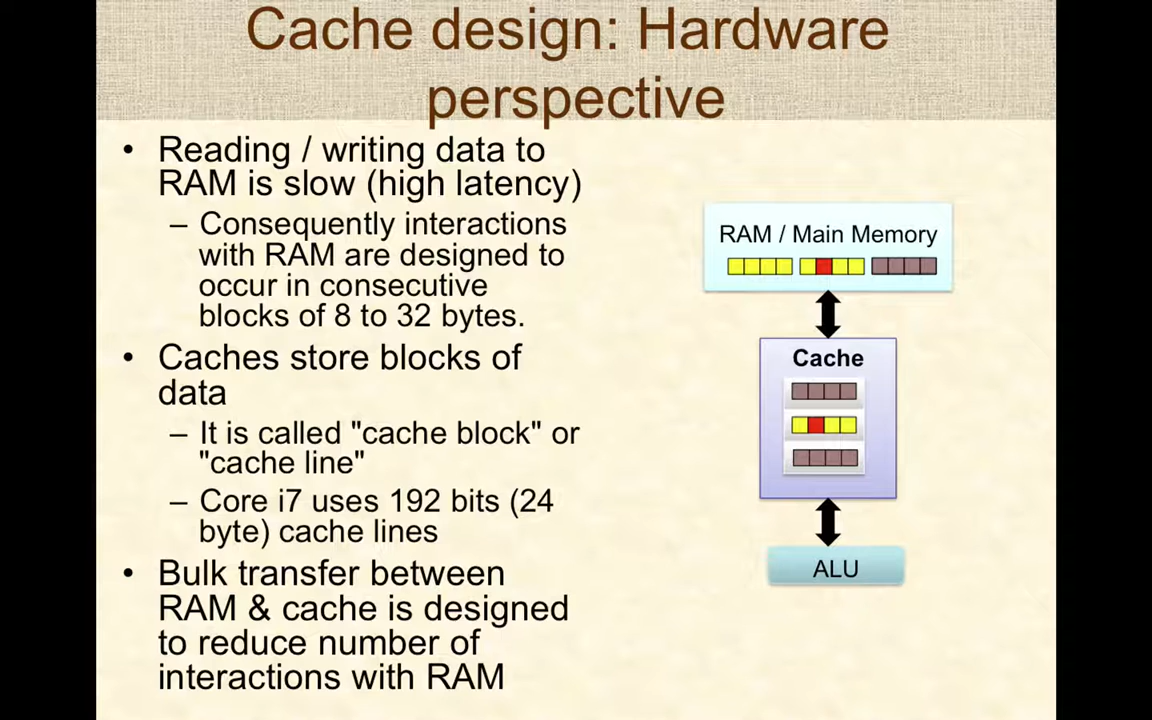 Cache design: Hardware
perspective
• Reading / writing data to
RAM is slow (high latency)
– Consequently interactions
with RAM are designed to
occur in consecutive
blocks of 8 to 32 bytes.
• Caches store blocks of
data
– It is called "cache block" or
"cache line"
– Core i7 uses 192 bits (24
byte) cache lines
• Bulk transfer between
RAM & cache is designed
to reduce number of
interactions with RAM
RAM / Main Memory
Cache
ALU